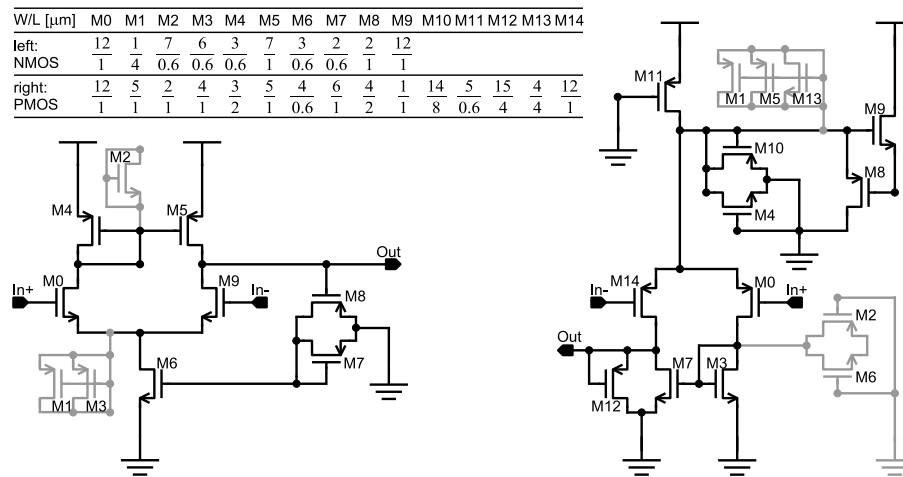 W/L [μm] M0 M1 M2 M3 M4 M5 M6 M7 M8 M9 M10 M11 M12 M13 M14
left: NMOS 12/1 1/4 7/0.6 6/0.6 3/0.6 7/1 3/0.6 2/0.6 2/1 12/1
right: PMOS 12/1 5/1 2/1 4/1 3/2 5/1 4/0.6 6/1 4/2 1/1 14/8 5/0.6 15/4 4/4 12/1
M2
M4
M5
Out
M0
M9
In+
In-
M8
M6
M7
M1
M3
M11
M1
M5
M13
M9
M10
M8
M4
M14
M0
In-
In+
M2
Out
M7
M3
M6
M12